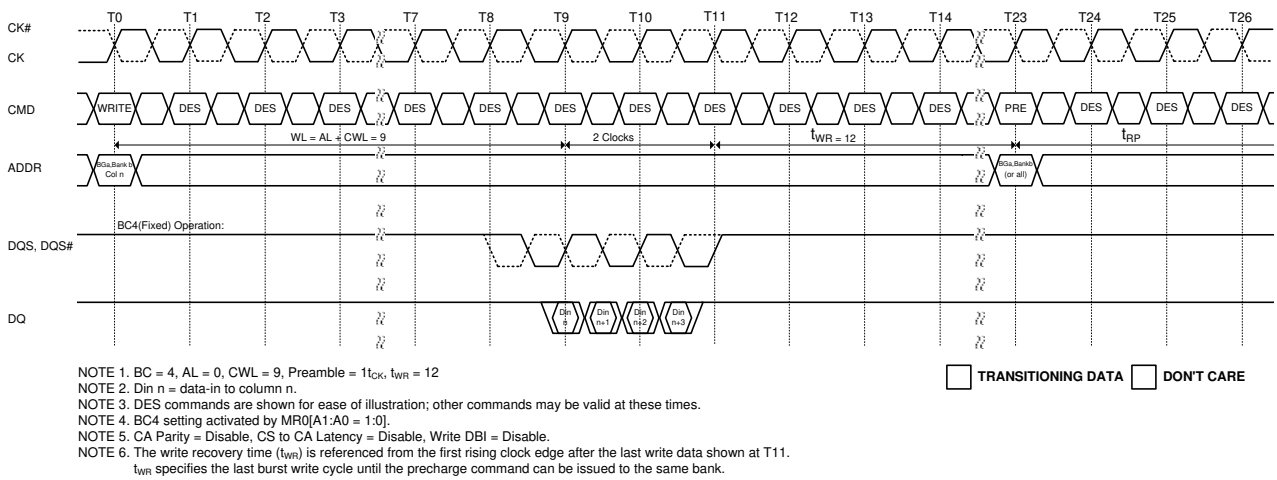 T0 T1 T2 T3 T7 T8 T9 T10 T11 T12 T13 T14 T23 T24 T25 T26
CK#
CK
CMD WRITE DES DES DES DES DES DES DES DES DES DES DES PRE DES DES DES
WL = AL + CWL = 9 2 Clocks tWR = 12 tRP
ADDR
BGa,Bank b
Col n
BGa,Bankb
(or all)
BC4(Fixed) Operation:
DQS, DQS#
DQ
Din n
Din n+1
Din n+2
Din n+3
NOTE 1. BC = 4, AL = 0, CWL = 9, Preamble = 1tCK, tWR = 12
NOTE 2. Din n = data-in to column n.
NOTE 3. DES commands are shown for ease of illustration; other commands may be valid at these times.
NOTE 4. BC4 setting activated by MR0[A1:A0 = 1:0].
NOTE 5. CA Parity = Disable, CS to CA Latency = Disable, Write DBI = Disable.
NOTE 6. The write recovery time (tWR) is referenced from the first rising clock edge after the last write data shown at T11.
tWR specifies the last burst write cycle until the precharge command can be issued to the same bank.
TRANSITIONING DATA DON'T CARE